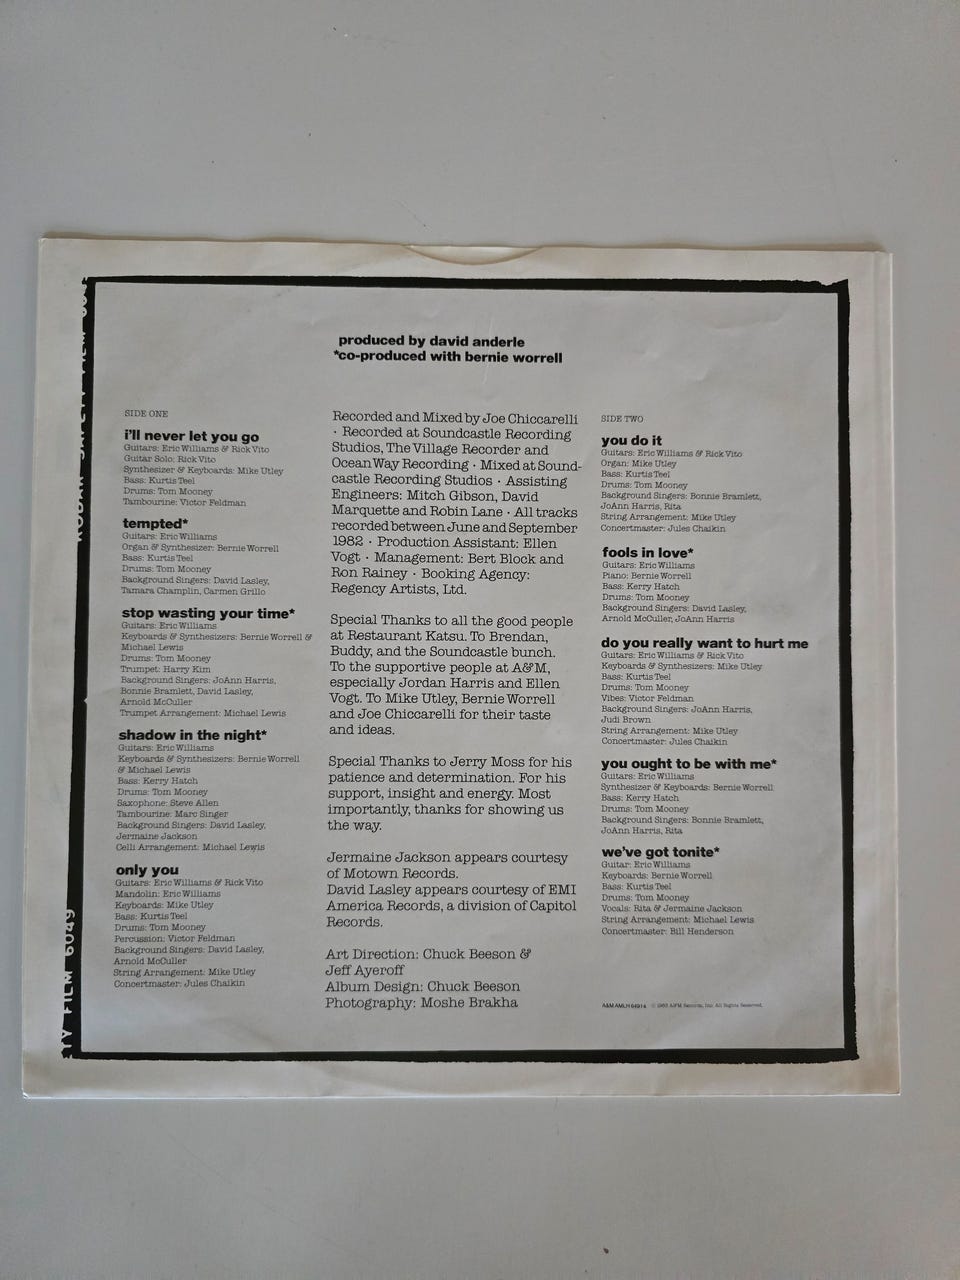 produced by david anderle
*co-produced with bernie worrell
SIDE ONE
i'll never let you go
Guitars: Eric Williams & Rick Vito
Guitar Solo: Rick Vito
Synthesizer & Keyboards: Mike Utley
Bass: Kurtis Teel
Drums: Tom Mooney
Tambourine: Victor Feldman
tempted*
Guitars: Eric Williams
Organ & Synthesizer: Bernie Worrell
Bass: Kurtis Teel
Drums: Tom Mooney
Background Singers: David Lasley,
Tamara Champlin, Carmen Grillo
stop wasting your time*
Guitars: Eric Williams
Keyboards & Synthesizers: Bernie Worrell &
Michael Lewis
Drums: Tom Mooney
Trumpet: Harry Kim
Background Singers: JoAnn Harris,
Bonnie Bramlett, David Lasley,
Arnold McCuller
Trumpet Arrangement: Michael Lewis
shadow in the night*
Guitars: Eric Williams
Keyboards & Synthesizers: Bernie Worrell
& Michael Lewis
Bass: Kerry Hatch
Drums: Tom Mooney
Saxophone: Steve Allen
Tambourine: Marc Singer
Background Singers: David Lasley,
Jermaine Jackson
Celli Arrangement: Michael Lewis
only you
Guitars: Eric Williams & Rick Vito
Mandolin: Eric Williams
Keyboards: Mike Utley
Bass: Kurtis Teel
Drums: Tom Mooney
Percussion: Victor Feldman
Background Singers: David Lasley,
Arnold McCuller
String Arrangement: Mike Utley
Concertmaster: Jules Chaikin
Recorded and Mixed by Joe Chiccarelli
· Recorded at Soundcastle Recording
Studios, The Village Recorder and
Ocean Way Recording · Mixed at Sound-
castle Recording Studios · Assisting
Engineers: Mitch Gibson, David
Marquette and Robin Lane · All tracks
recorded between June and September
1982 · Production Assistant: Ellen
Vogt · Management: Bert Block and
Ron Rainey · Booking Agency:
Regency Artists, Ltd.
Special Thanks to all the good people
at Restaurant Katsu. To Brendan,
Buddy, and the Soundcastle bunch.
To the supportive people at A&M,
especially Jordan Harris and Ellen
Vogt. To Mike Utley, Bernie Worrell
and Joe Chiccarelli for their taste
and ideas.
Special Thanks to Jerry Moss for his
patience and determination. For his
support, insight and energy. Most
importantly, thanks for showing us
the way.
Jermaine Jackson appears courtesy
of Motown Records.
David Lasley appears courtesy of EMI
America Records, a division of Capitol
Records.
Art Direction: Chuck Beeson &
Jeff Ayeroff
Album Design: Chuck Beeson
Photography: Moshe Brakha
SIDE TWO
you do it
Guitars: Eric Williams & Rick Vito
Organ: Mike Utley
Bass: Kurtis Teel
Drums: Tom Mooney
Background Singers: Bonnie Bramlett,
JoAnn Harris, Rita
String Arrangement: Mike Utley
Concertmaster: Jules Chaikin
fools in love*
Guitars: Eric Williams
Piano: Bernie Worrell
Bass: Kerry Hatch
Drums: Tom Mooney
Background Singers: David Lasley,
Arnold McCuller, JoAnn Harris
do you really want to hurt me
Guitars: Eric Williams & Rick Vito
Keyboards & Synthesizers: Mike Utley
Bass: Kurtis Teel
Drums: Tom Mooney
Vibes: Victor Feldman
Background Singers: JoAnn Harris,
Judi Brown
String Arrangement: Mike Utley
Concertmaster: Jules Chaikin
you ought to be with me*
Guitars: Eric Williams
Synthesizer & Keyboards: Bernie Worrell
Bass: Kerry Hatch
Drums: Tom Mooney
Background Singers: Bonnie Bramlett,
JoAnn Harris, Rita
we've got tonite*
Guitar: Eric Williams
Keyboards: Bernie Worrell
Bass: Kurtis Teel
Drums: Tom Mooney
Vocals: Rita & Jermaine Jackson
String Arrangement: Michael Lewis
Concertmaster: Bill Henderson
A&M AMLH 64914 © 1983 A&M Records, Inc. All Rights Reserved.
TY FILM 6049